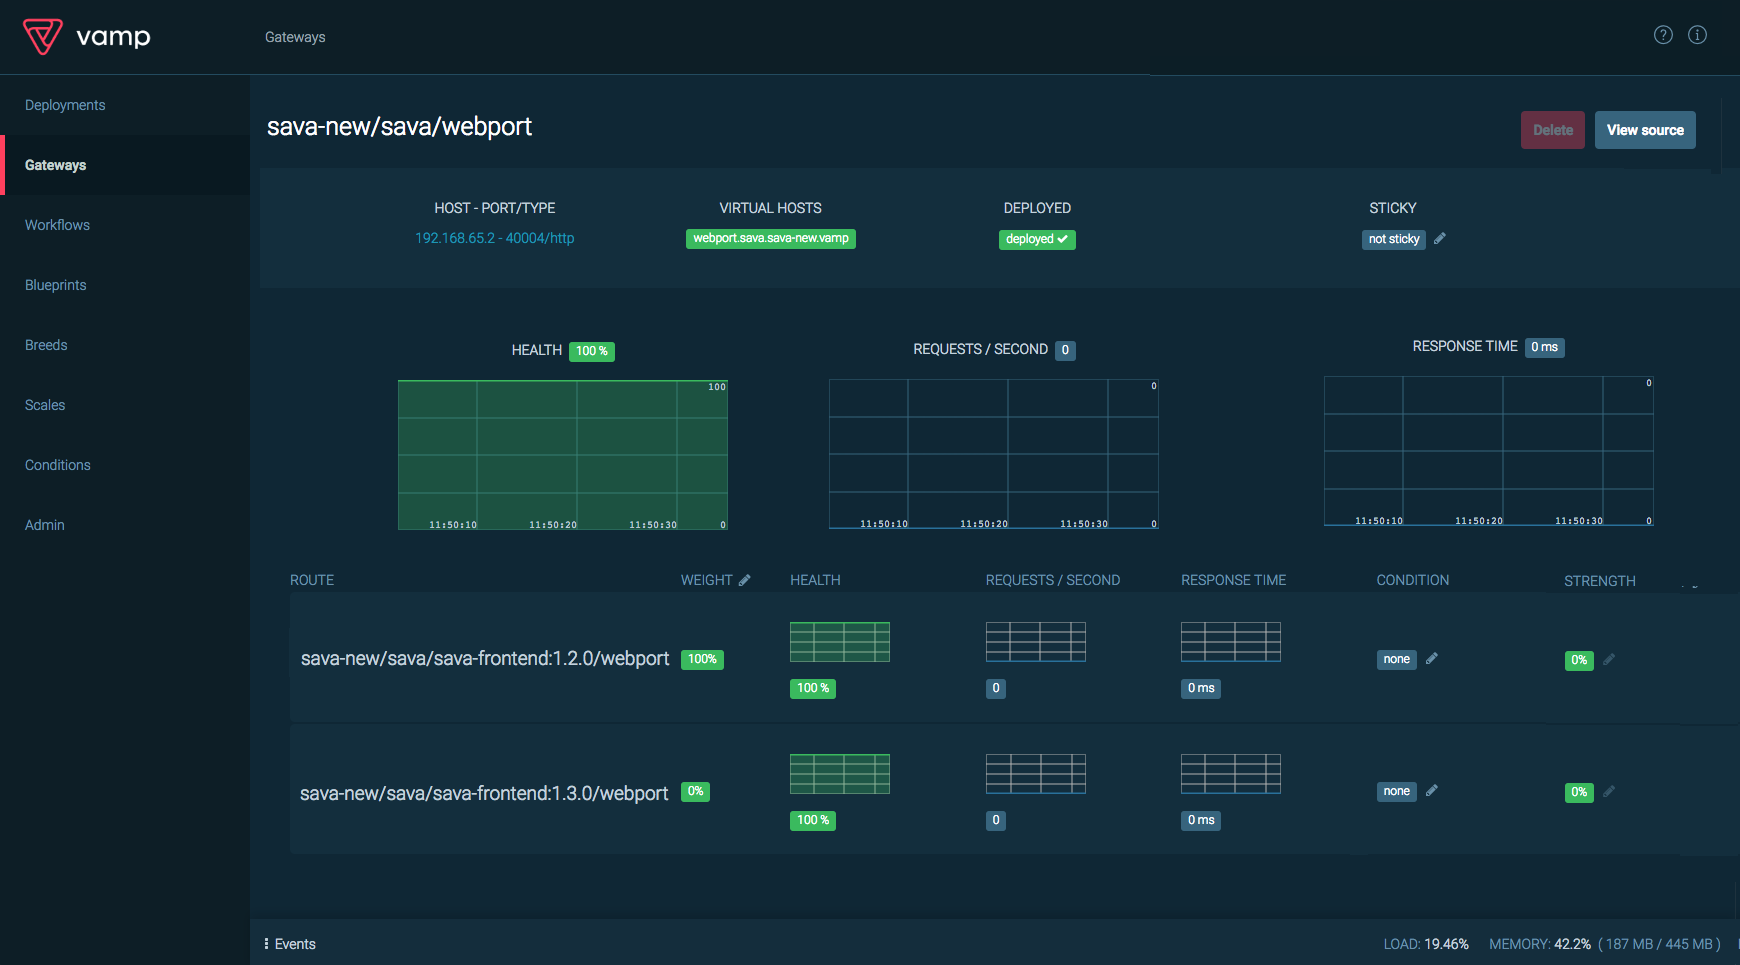 vamp
Gateways
Deployments
Gateways
Workflows
Blueprints
Breeds
Scales
Conditions
Admin
sava-new/sava/webport
Delete
View source
HOST - PORT/TYPE
192.168.65.2 - 40004/http
VIRTUAL HOSTS
webport.sava.sava-new.vamp
DEPLOYED
deployed
STICKY
not sticky
HEALTH 100 %
100
11:50:10 11:50:20 11:50:30 0
REQUESTS / SECOND 0
0
11:50:10 11:50:20 11:50:30 0
RESPONSE TIME 0 ms
0
11:50:10 11:50:20 11:50:30 0
ROUTE WEIGHT HEALTH REQUESTS / SECOND RESPONSE TIME CONDITION STRENGTH
sava-new/sava/sava-frontend:1.2.0/webport 100% none 0%
100 % 0 0 ms
sava-new/sava/sava-frontend:1.3.0/webport 0% none 0%
100 % 0 0 ms
Events
LOAD: 19.46% MEMORY: 42.2% ( 187 MB / 445 MB )